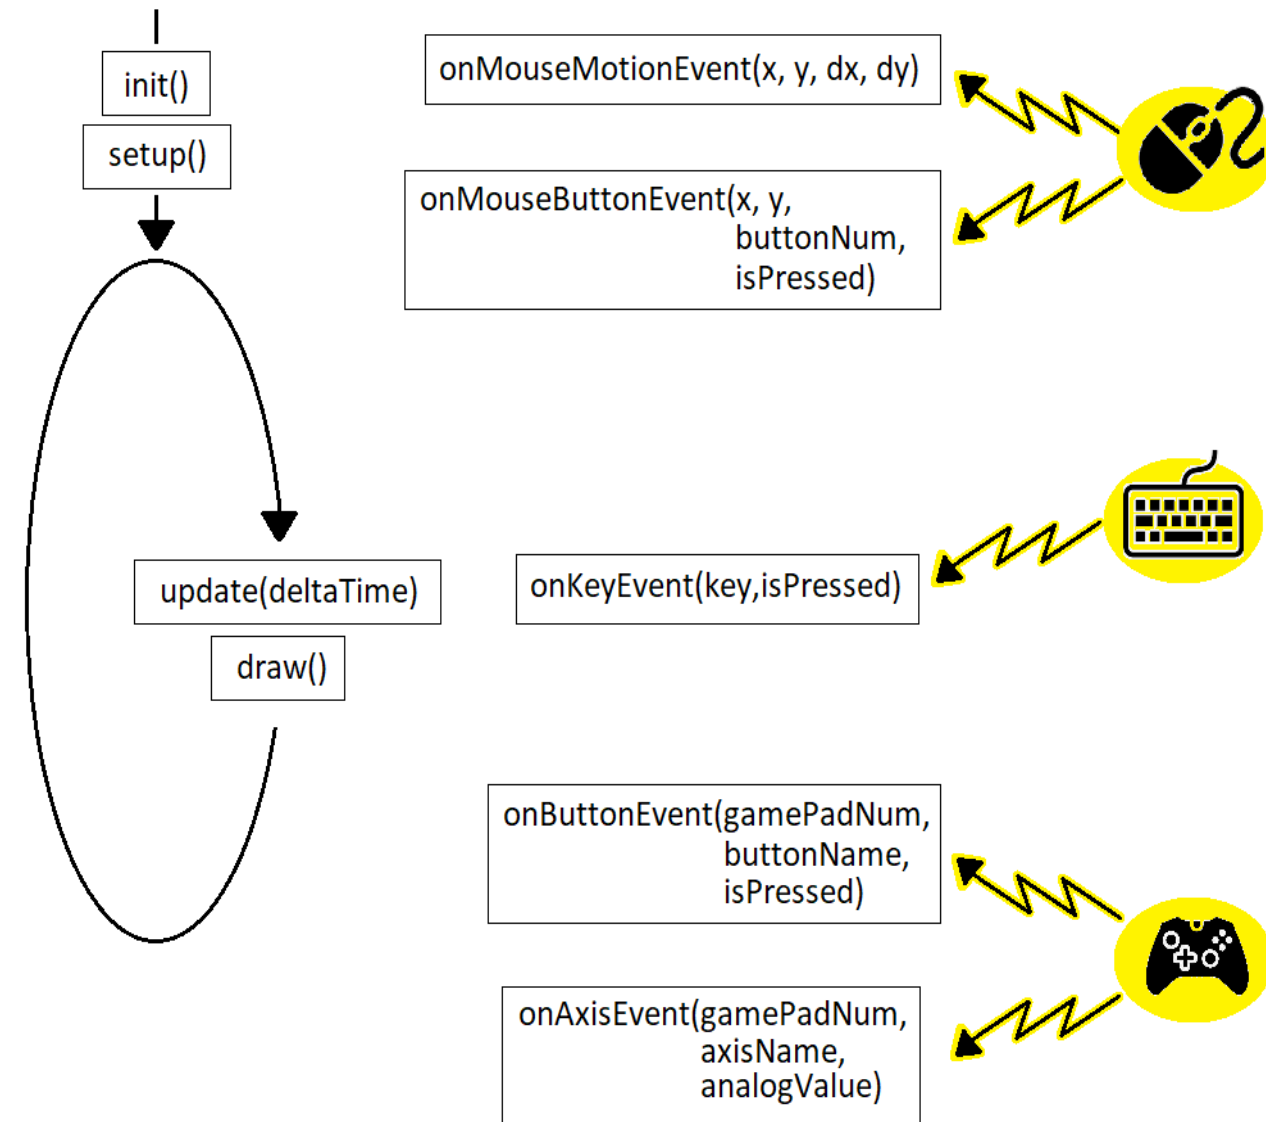 init()
setup()
update(deltaTime)
draw()
onMouseMotionEvent(x, y, dx, dy)
onMouseButtonEvent(x, y,
buttonNum,
isPressed)
onKeyEvent(key,isPressed)
onButtonEvent(gamePadNum,
buttonName,
isPressed)
onAxisEvent(gamePadNum,
axisName,
analogValue)